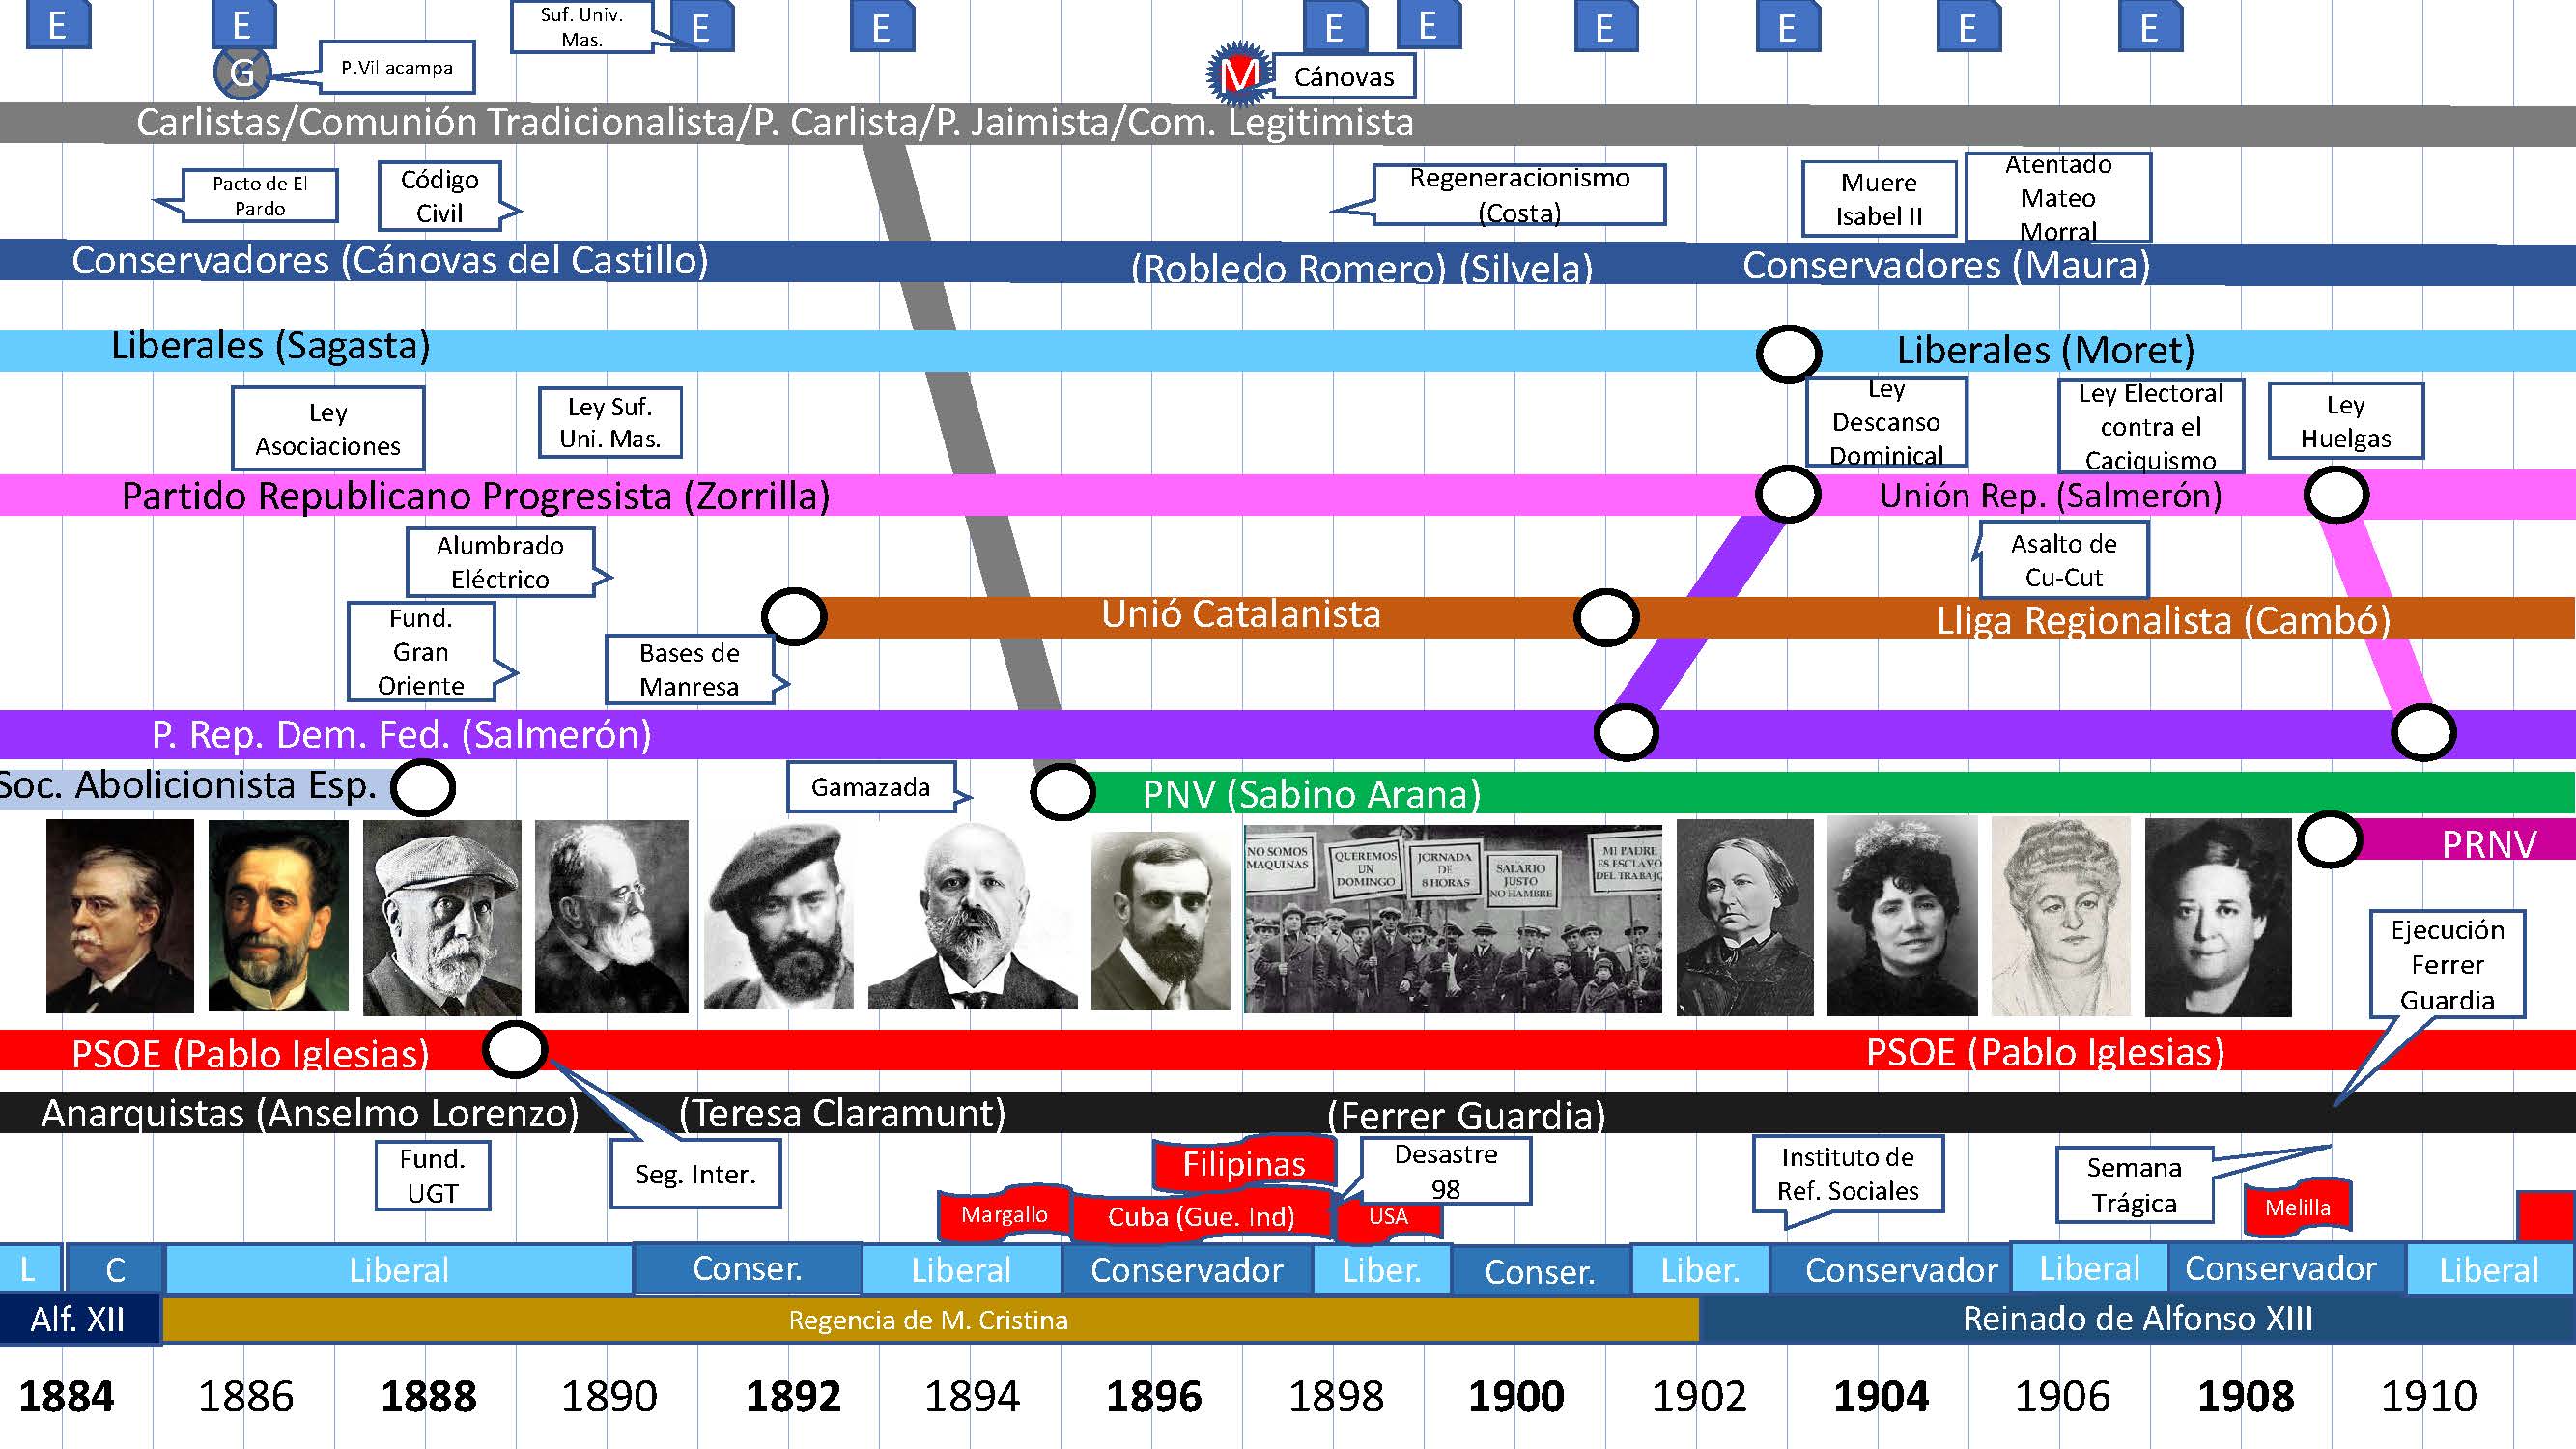 E
E
Suf. Univ.
Mas.
E
E
E
E
E
E
E
E
G
P.Villacampa
M
Cánovas
Carlistas/Comunión Tradicionalista/P. Carlista/P. Jaimista/Com. Legitimista
Pacto de El
Pardo
Código
Civil
Regeneracionismo
(Costa)
Muere
Isabel II
Atentado
Mateo
Morral
Conservadores (Cánovas del Castillo)
(Robledo Romero) (Silvela)
Conservadores (Maura)
Liberales (Sagasta)
Liberales (Moret)
Ley
Asociaciones
Ley Suf.
Uni. Mas.
Ley
Descanso
Dominical
Ley Electoral
contra el
Caciquismo
Ley
Huelgas
Partido Republicano Progresista (Zorrilla)
Unión Rep. (Salmerón)
Alumbrado
Eléctrico
Asalto de
Cu-Cut
Fund.
Gran
Oriente
Bases de
Manresa
Unió Catalanista
Lliga Regionalista (Cambó)
P. Rep. Dem. Fed. (Salmerón)
Soc. Abolicionista Esp.
Gamazada
PNV (Sabino Arana)
PRNV
NO SOMOS
MAQUINAS
QUEREMOS
UN
DOMINGO
JORNADA
DE
8 HORAS
SALARIO
JUSTO
NO HAMBRE
MI PADRE
ES ESCLAVO
DEL TRABAJO
Ejecución
Ferrer
Guardia
PSOE (Pablo Iglesias)
PSOE (Pablo Iglesias)
Anarquistas (Anselmo Lorenzo)
(Teresa Claramunt)
(Ferrer Guardia)
Fund.
UGT
Seg. Inter.
Filipinas
Desastre
98
Instituto de
Ref. Sociales
Semana
Trágica
Margallo
Cuba (Gue. Ind)
USA
Melilla
L
C
Liberal
Conser.
Liberal
Conservador
Liber.
Conser.
Liber.
Conservador
Liberal
Conservador
Liberal
Alf. XII
Regencia de M. Cristina
Reinado de Alfonso XIII
1884
1886
1888
1890
1892
1894
1896
1898
1900
1902
1904
1906
1908
1910